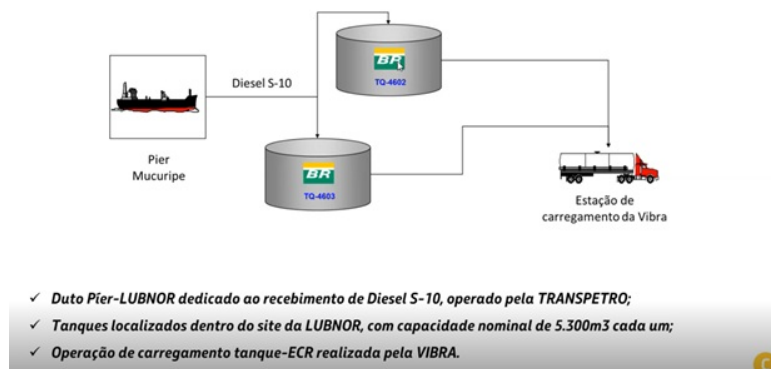 BR
TQ-4602
Diesel S-10
BR
TQ-4603
Pier
Mucuripe
Estação de
carregamento da Vibra
✓ Duto Píer-LUBNOR dedicado ao recebimento de Diesel S-10, operado pela TRANSPETRO;
✓ Tanques localizados dentro do site da LUBNOR, com capacidade nominal de 5.300m3 cada um;
✓ Operação de carregamento tanque-ECR realizada pela VIBRA.
C